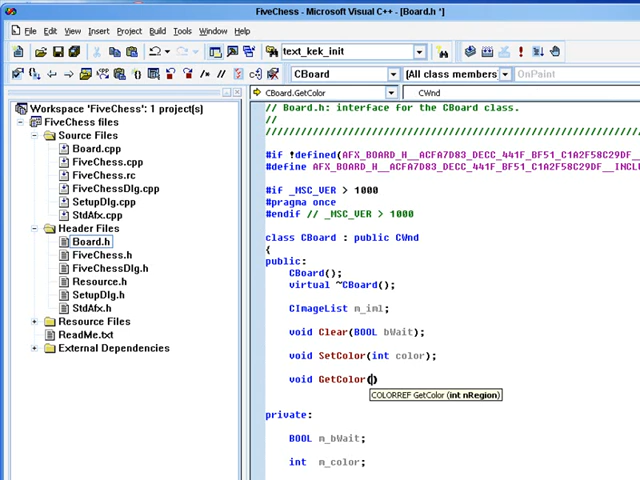 FiveChess - Microsoft Visual C++ - [Board.h *]
File Edit View Insert Project Build Tools Window Help
text_kek_init
CBoard [All class members] OnPaint
CBoard.GetColor CWnd
Workspace 'FiveChess': 1 project(s)
FiveChess files
Source Files
Board.cpp
FiveChess.cpp
FiveChess.rc
FiveChessDlg.cpp
SetupDlg.cpp
StdAfx.cpp
Header Files
Board.h
FiveChess.h
FiveChessDlg.h
Resource.h
SetupDlg.h
StdAfx.h
Resource Files
ReadMe.txt
External Dependencies
// Board.h: interface for the CBoard class.
//
//////////////////////////////////////////////////////////////
#if !defined(AFX_BOARD_H__ACFA7D83_DECC_441F_BF51_C1A2F58C29DF__
#define AFX_BOARD_H__ACFA7D83_DECC_441F_BF51_C1A2F58C29DF__INCLU
#if _MSC_VER > 1000
#pragma once
#endif // _MSC_VER > 1000
class CBoard : public CWnd
{
public:
CBoard();
virtual ~CBoard();
CImageList m_iml;
void Clear(BOOL bWait);
void SetColor(int color);
void GetColor()
COLORREF GetColor (int nRegion)
private:
BOOL m_bWait;
int m_color;